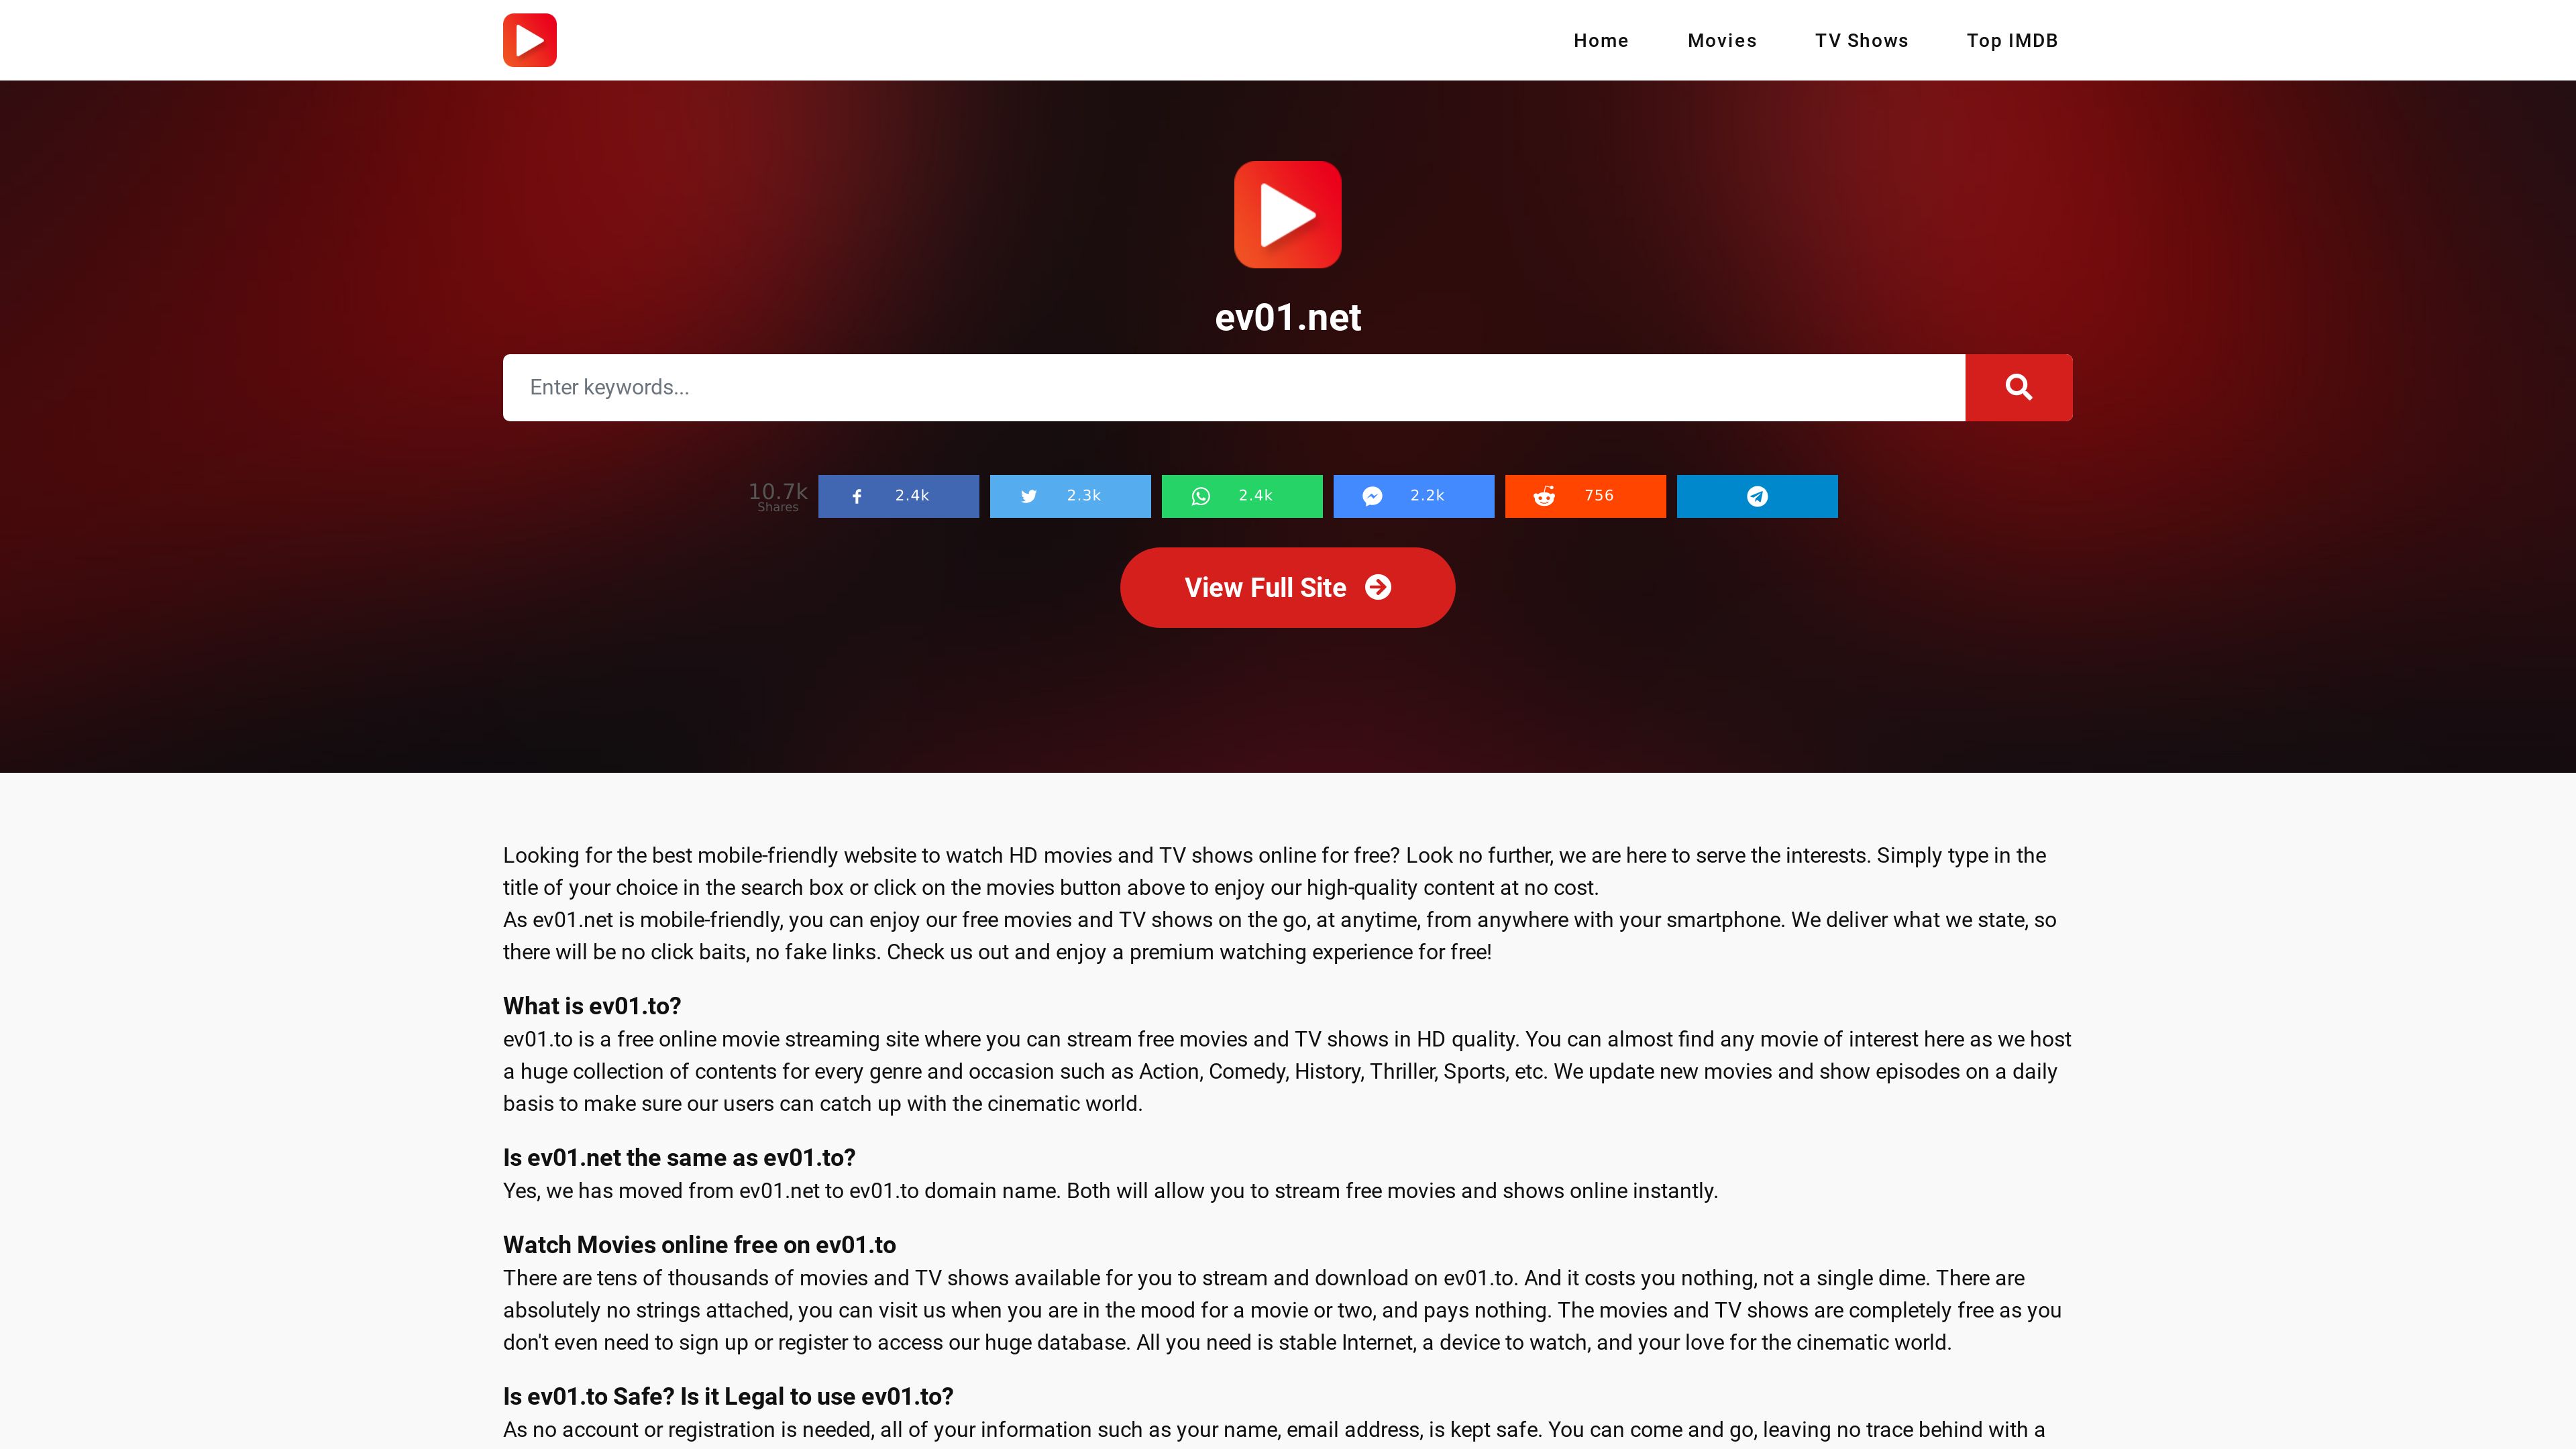 Home Movies TV Shows Top IMDB
ev01.net
Enter keywords...
10.7k
Shares
2.4k 2.3k 2.4k 2.2k 756
View Full Site
Looking for the best mobile-friendly website to watch HD movies and TV shows online for free? Look no further, we are here to serve the interests. Simply type in the
title of your choice in the search box or click on the movies button above to enjoy our high-quality content at no cost.
As ev01.net is mobile-friendly, you can enjoy our free movies and TV shows on the go, at anytime, from anywhere with your smartphone. We deliver what we state, so
there will be no click baits, no fake links. Check us out and enjoy a premium watching experience for free!
What is ev01.to?
ev01.to is a free online movie streaming site where you can stream free movies and TV shows in HD quality. You can almost find any movie of interest here as we host
a huge collection of contents for every genre and occasion such as Action, Comedy, History, Thriller, Sports, etc. We update new movies and show episodes on a daily
basis to make sure our users can catch up with the cinematic world.
Is ev01.net the same as ev01.to?
Yes, we has moved from ev01.net to ev01.to domain name. Both will allow you to stream free movies and shows online instantly.
Watch Movies online free on ev01.to
There are tens of thousands of movies and TV shows available for you to stream and download on ev01.to. And it costs you nothing, not a single dime. There are
absolutely no strings attached, you can visit us when you are in the mood for a movie or two, and pays nothing. The movies and TV shows are completely free as you
don't even need to sign up or register to access our huge database. All you need is stable Internet, a device to watch, and your love for the cinematic world.
Is ev01.to Safe? Is it Legal to use ev01.to?
As no account or registration is needed, all of your information such as your name, email address, is kept safe. You can come and go, leaving no trace behind with a